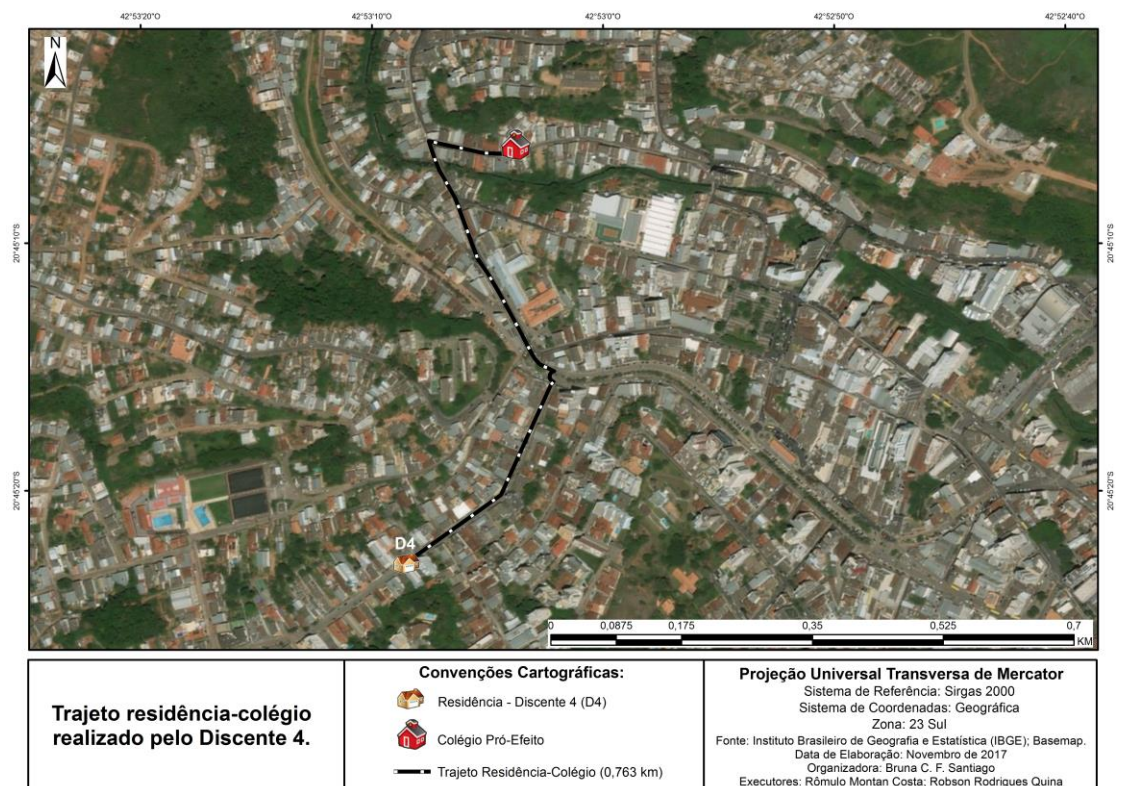 42°53'20"O 42°53'10"O 42°53'0"O 42°52'50"O 42°52'40"O
N
20°45'10"S 20°45'10"S
20°45'20"S 20°45'20"S
D4
0 0,0875 0,175 0,35 0,525 0,7
KM
Trajeto residência-colégio
realizado pelo Discente 4.
Convenções Cartográficas:
Residência - Discente 4 (D4)
Colégio Pró-Efeito
Trajeto Residência-Colégio (0,763 km)
Projeção Universal Transversa de Mercator
Sistema de Referência: Sirgas 2000
Sistema de Coordenadas: Geográfica
Zona: 23 Sul
Fonte: Instituto Brasileiro de Geografia e Estatística (IBGE); Basemap.
Data de Elaboração: Novembro de 2017
Organizadora: Bruna C. F. Santiago
Executores: Rômulo Montan Costa; Robson Rodrigues Quina